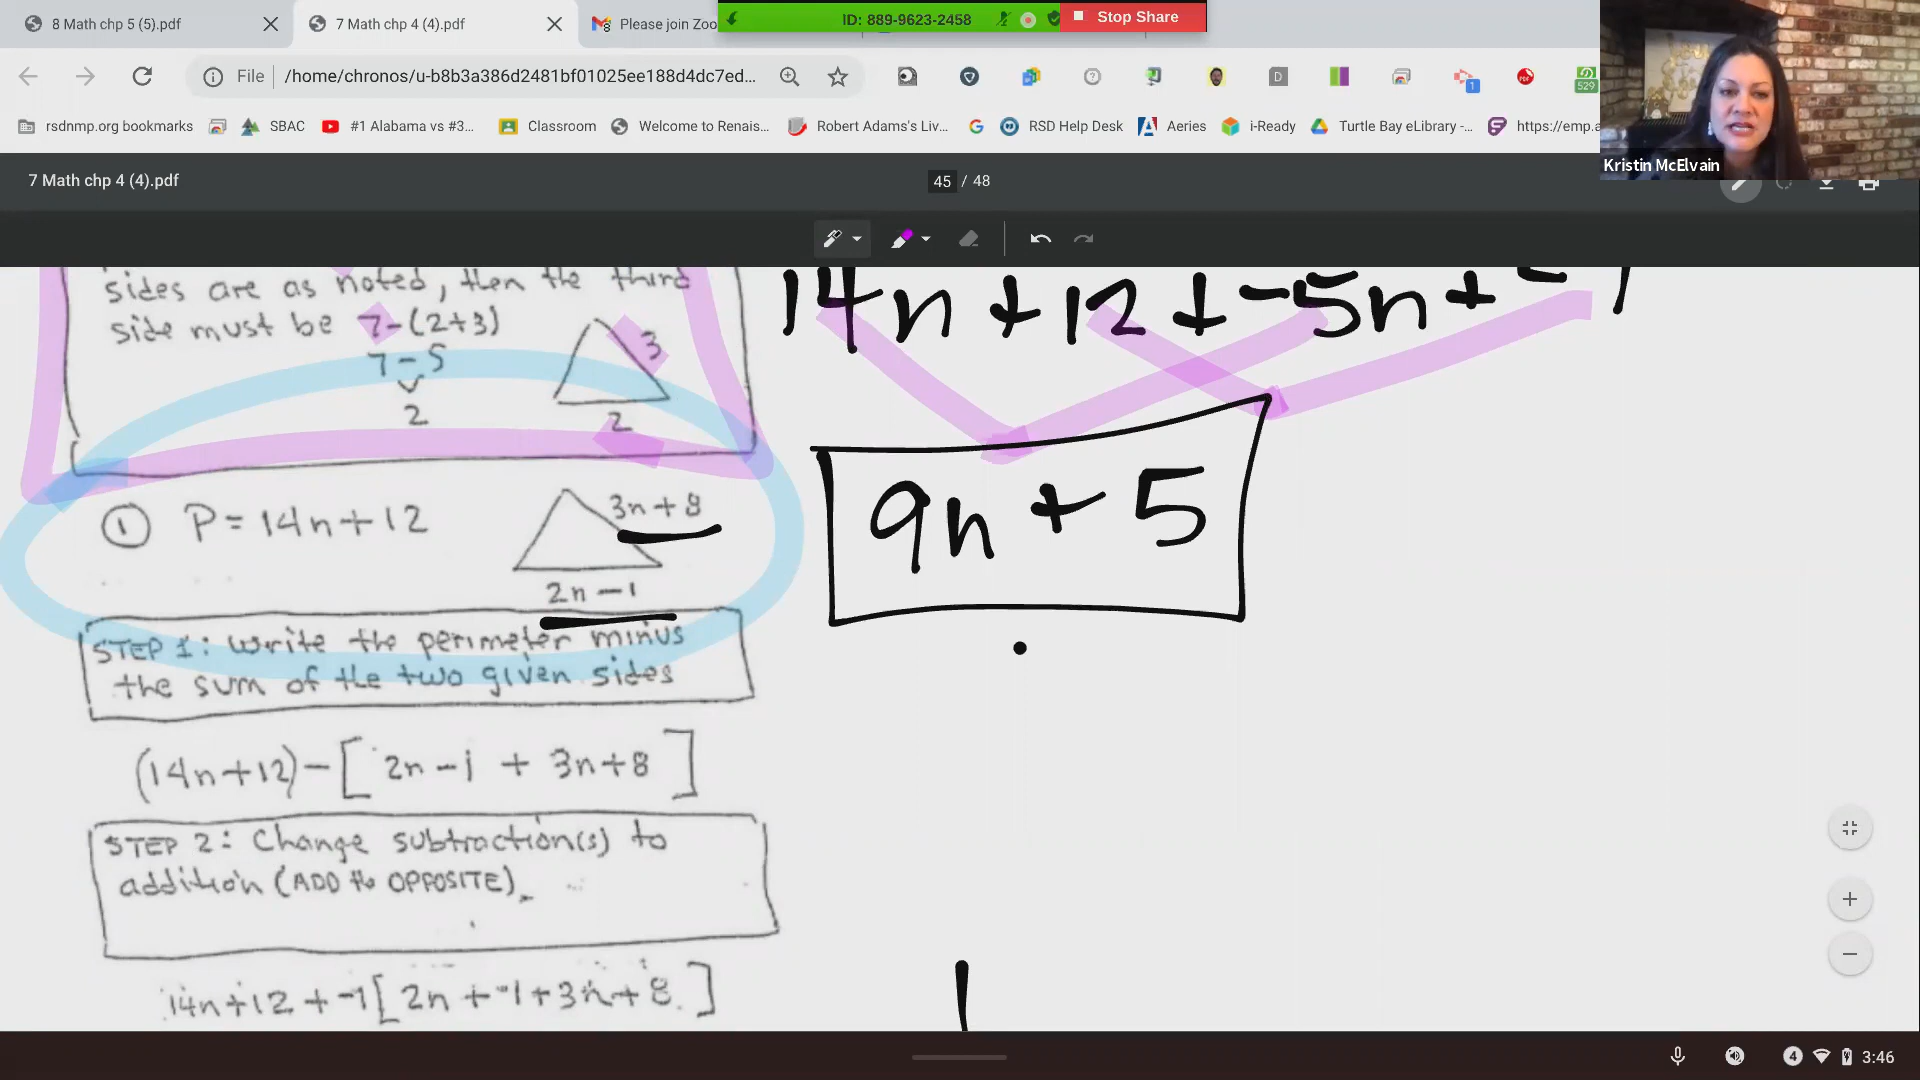 8 Math chp 5 (5).pdf
7 Math chp 4 (4).pdf
Please join Zoo
ID: 889-9623-2458
Stop Share
File
/home/chronos/u-b8b3a386d2481bf01025ee188d4dc7ed...
D
1
PDF
529
rsdnmp.org bookmarks
SBAC
#1 Alabama vs #3...
Classroom
Welcome to Renais...
Robert Adams's Liv...
RSD Help Desk
Aeries
i-Ready
Turtle Bay eLibrary -...
https://emp.a
Kristin McElvain
7 Math chp 4 (4).pdf
45 / 48
sides are as noted, then the third
side must be 7-(2+3)
7-5
2
3
2
① P = 14n+12
3n+8
2n-1
STEP 1: Write the perimeter minus
the sum of the two given sides
(14n+12)-[2n-1 + 3n+8]
STEP 2: Change subtraction(s) to
addition (ADD the OPPOSITE).
14n+12+-1[2n+-1+3n+8]
14n+12+-5n+-7
9n+5
4
3:46